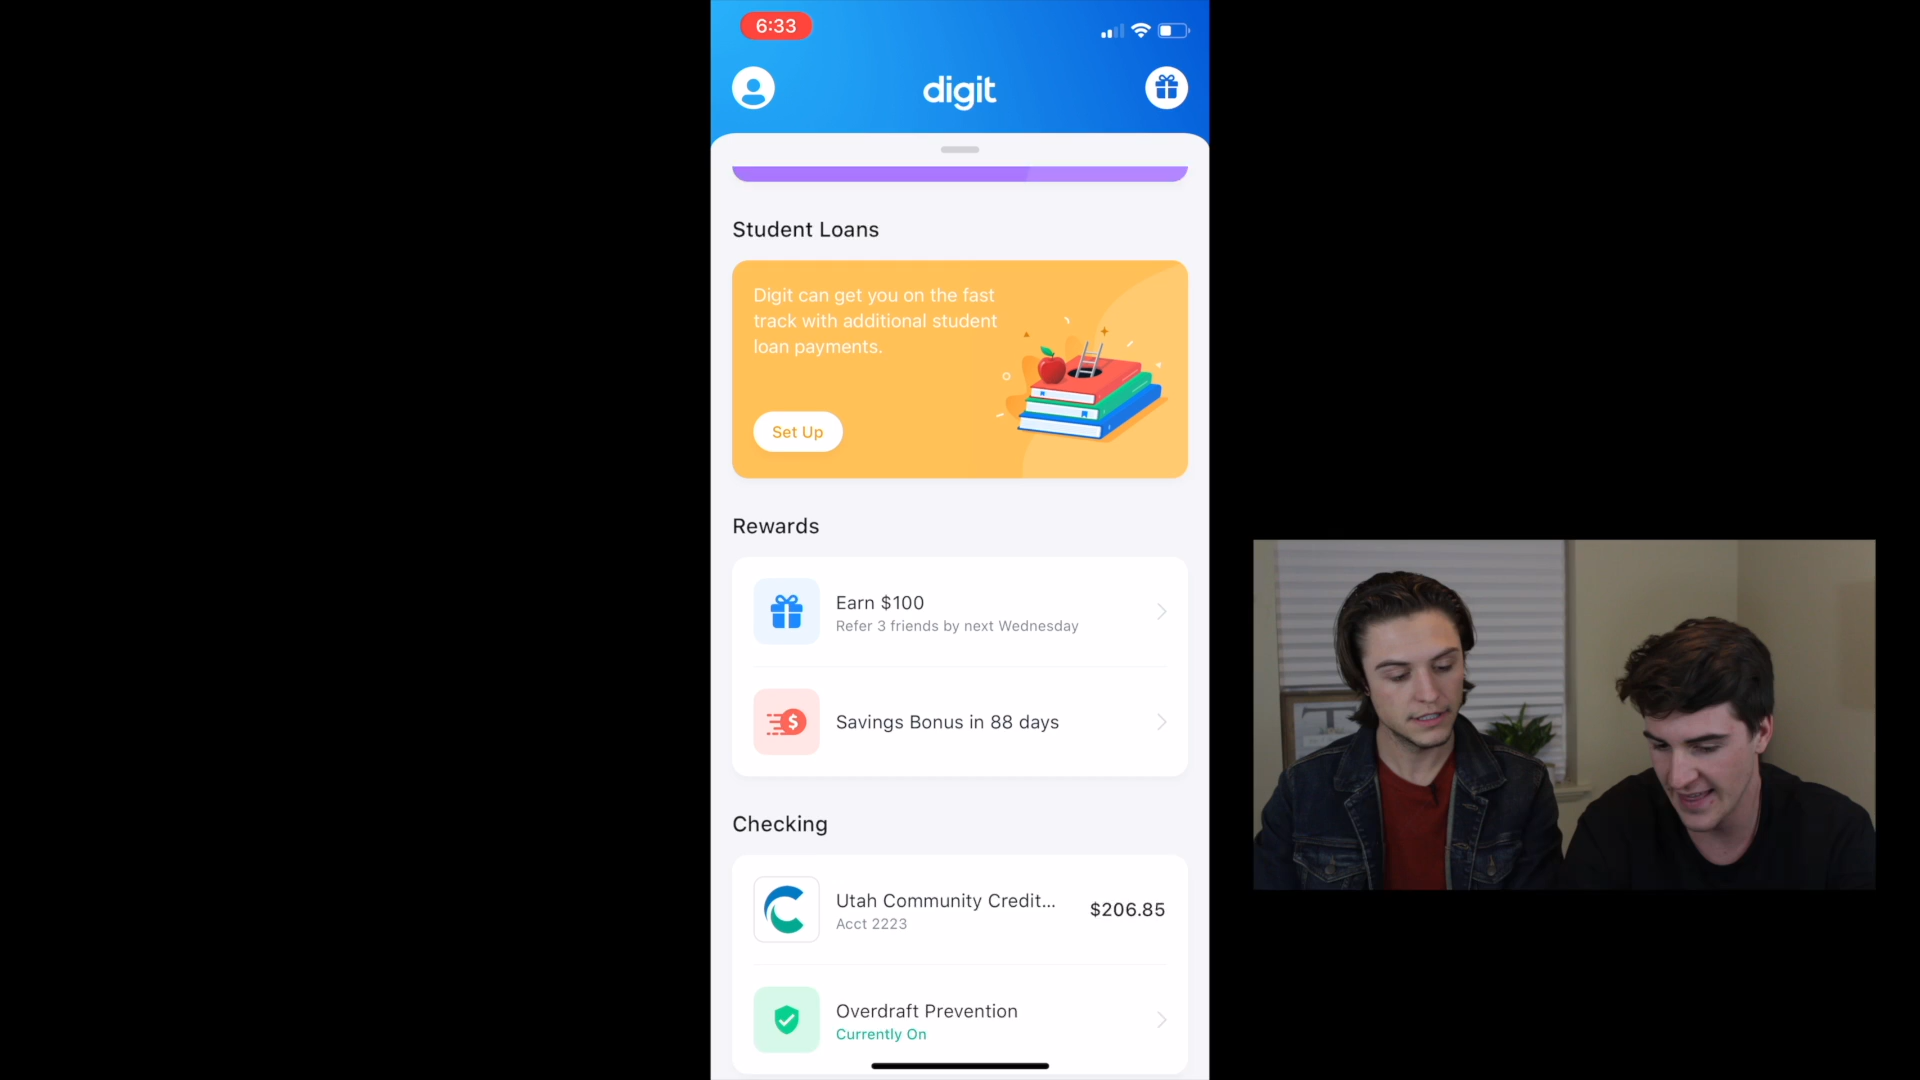 6:33
digit
Student Loans
Digit can get you on the fast
track with additional student
loan payments.
Set Up
Rewards
Earn $100
Refer 3 friends by next Wednesday
Savings Bonus in 88 days
Checking
Utah Community Credit...
$206.85
Acct 2223
Overdraft Prevention
Currently On